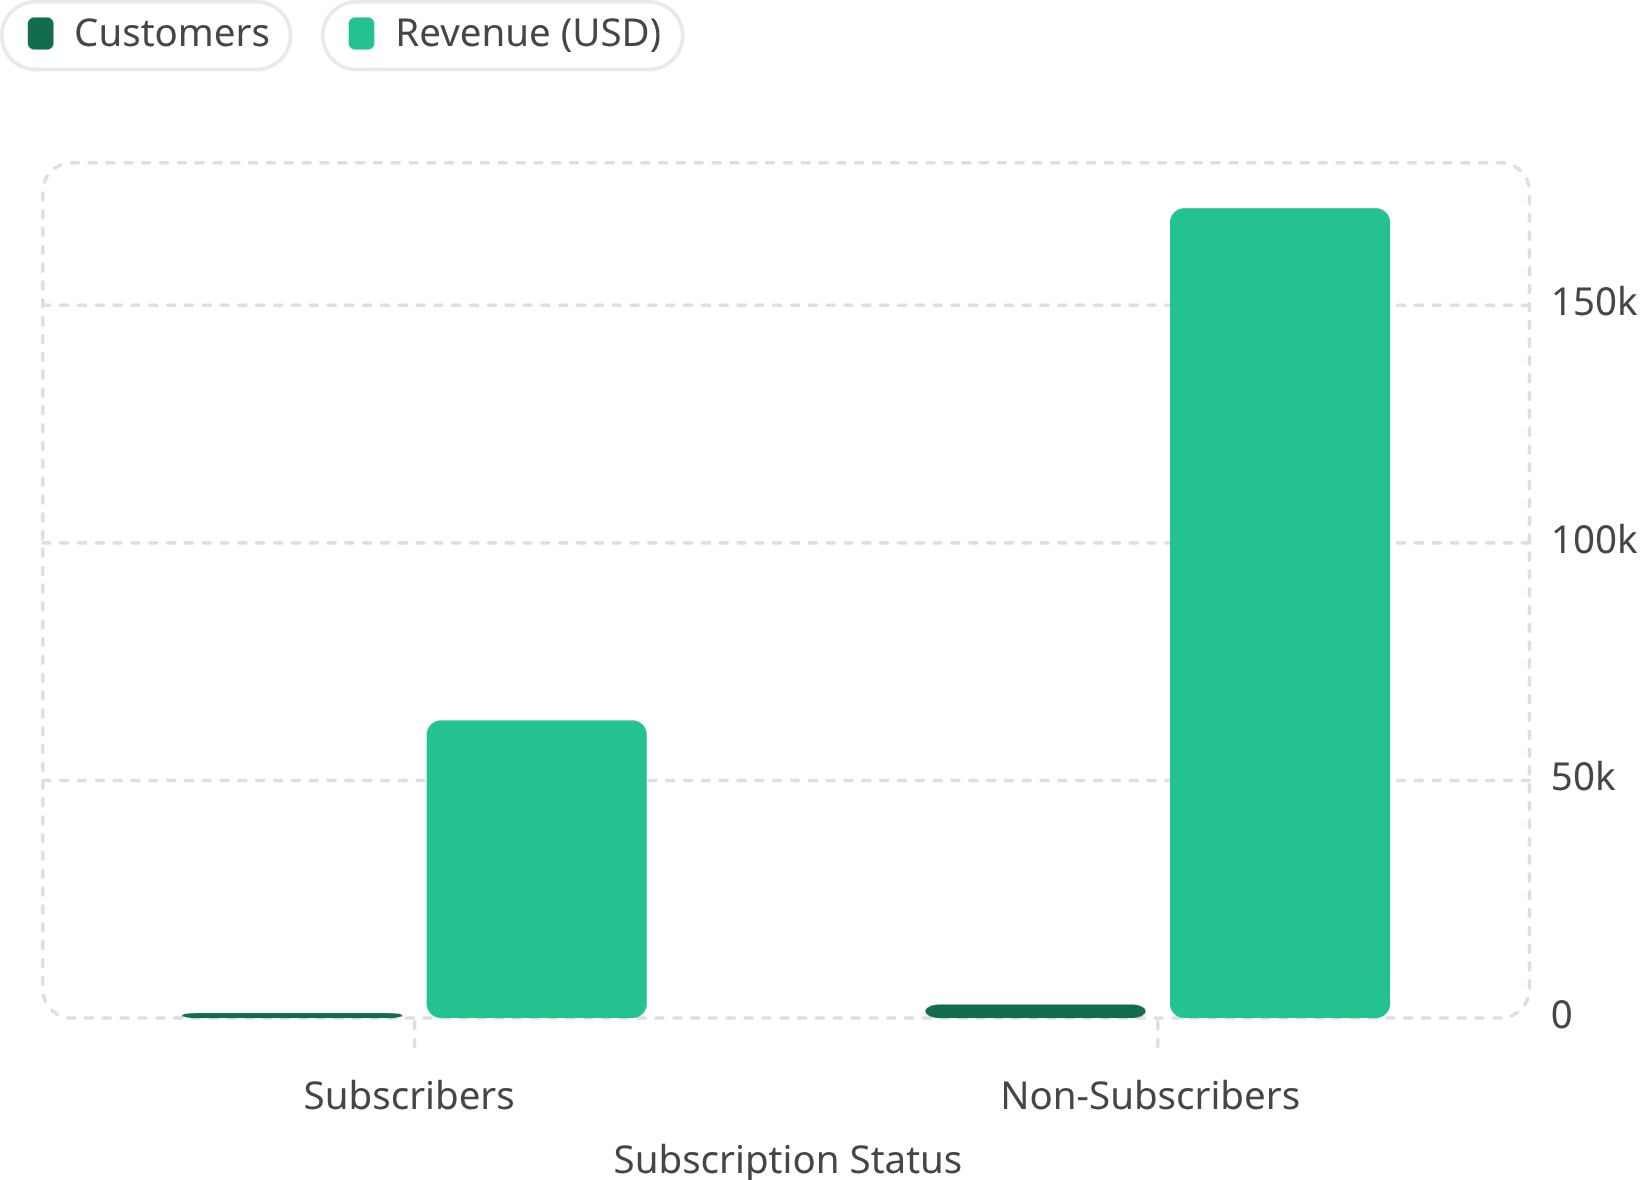 Customers
Revenue (USD)
150k
100k
50k
0
Subscribers
Non-Subscribers
Subscription Status